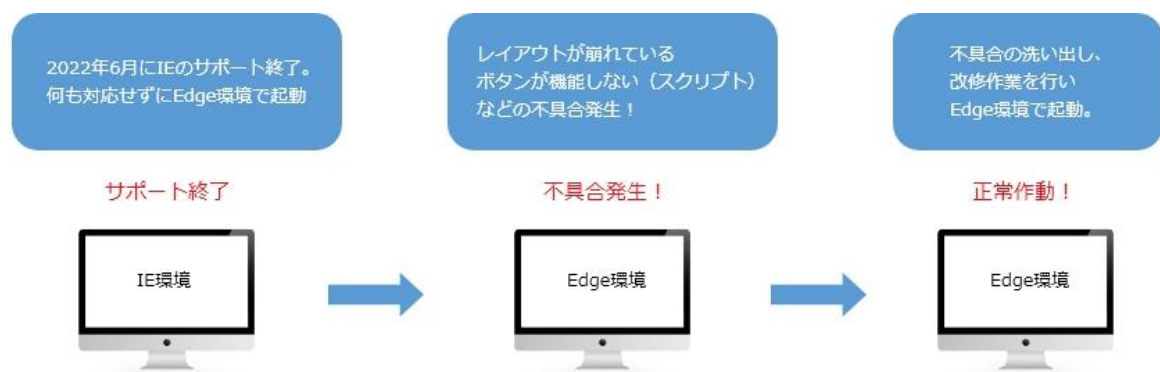 2022年6月にIEのサポート終了。
何も対応せずにEdge環境で起動
レイアウトが崩れている
ボタンが機能しない（スクリプト）
などの不具合発生！
不具合の洗い出し、
改修作業を行い
Edge環境で起動。
サポート終了
不具合発生！
正常作動！
IE環境
Edge環境
Edge環境